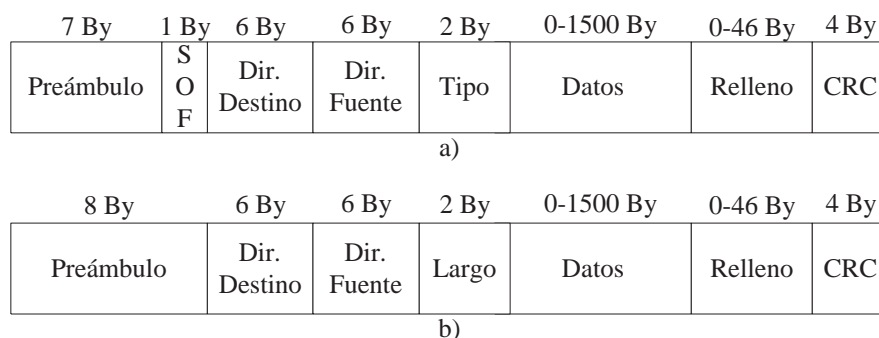 7 By 1 By 6 By 6 By 2 By 0-1500 By 0-46 By 4 By
Preámbulo S O F Dir. Destino Dir. Fuente Tipo Datos Relleno CRC
a)
8 By 6 By 6 By 2 By 0-1500 By 0-46 By 4 By
Preámbulo Dir. Destino Dir. Fuente Largo Datos Relleno CRC
b)